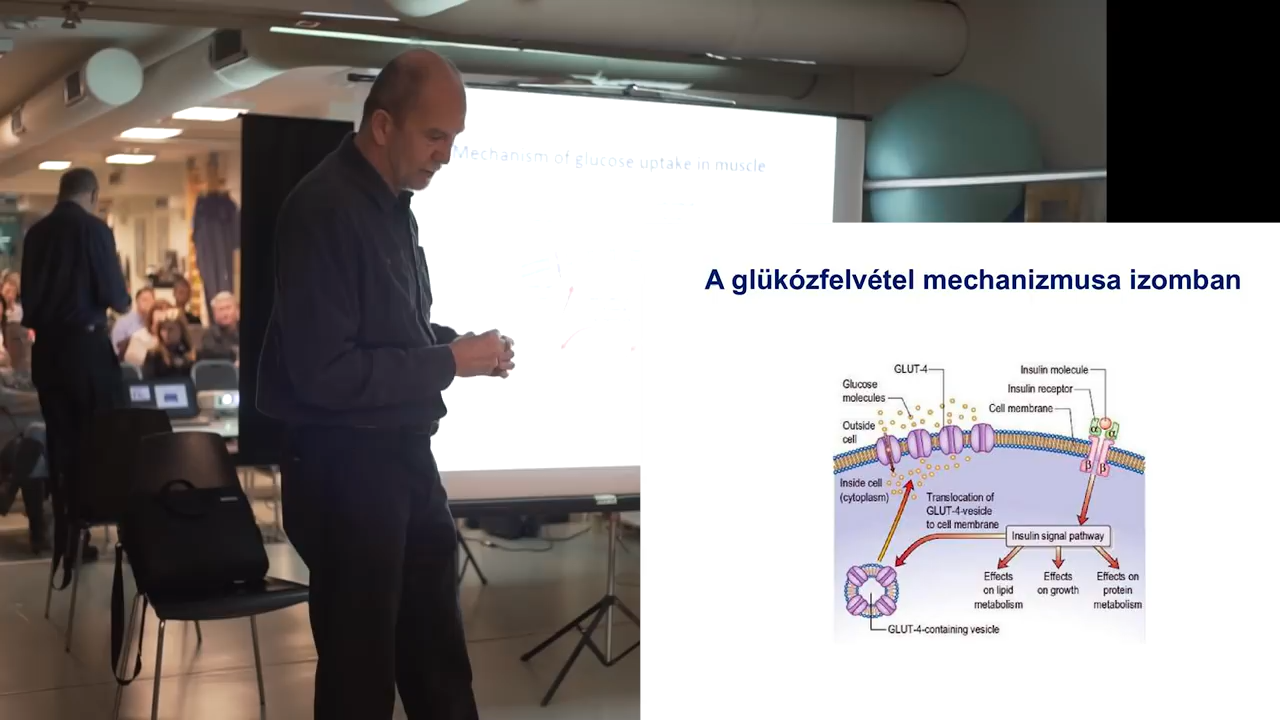 Mechanism of glucose uptake in muscle
A glükózfelvétel mechanizmusa izomban
GLUT-4
Glucose
molecules
Outside
cell
Inside cell
(cytoplasm)
Insulin molecule
Insulin receptor
Cell membrane
α
α
β
β
Translocation of
GLUT-4-vesicle
to cell membrane
Insulin signal pathway
Effects
on lipid
metabolism
Effects
on growth
Effects on
protein
metabolism
GLUT-4-containing vesicle